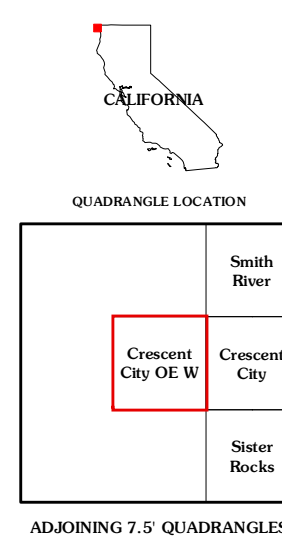 CALIFORNIA
QUADRANGLE LOCATION
Smith
River
Crescent
City OE W
Crescent
City
Sister
Rocks
ADJOINING 7.5' QUADRANGLES